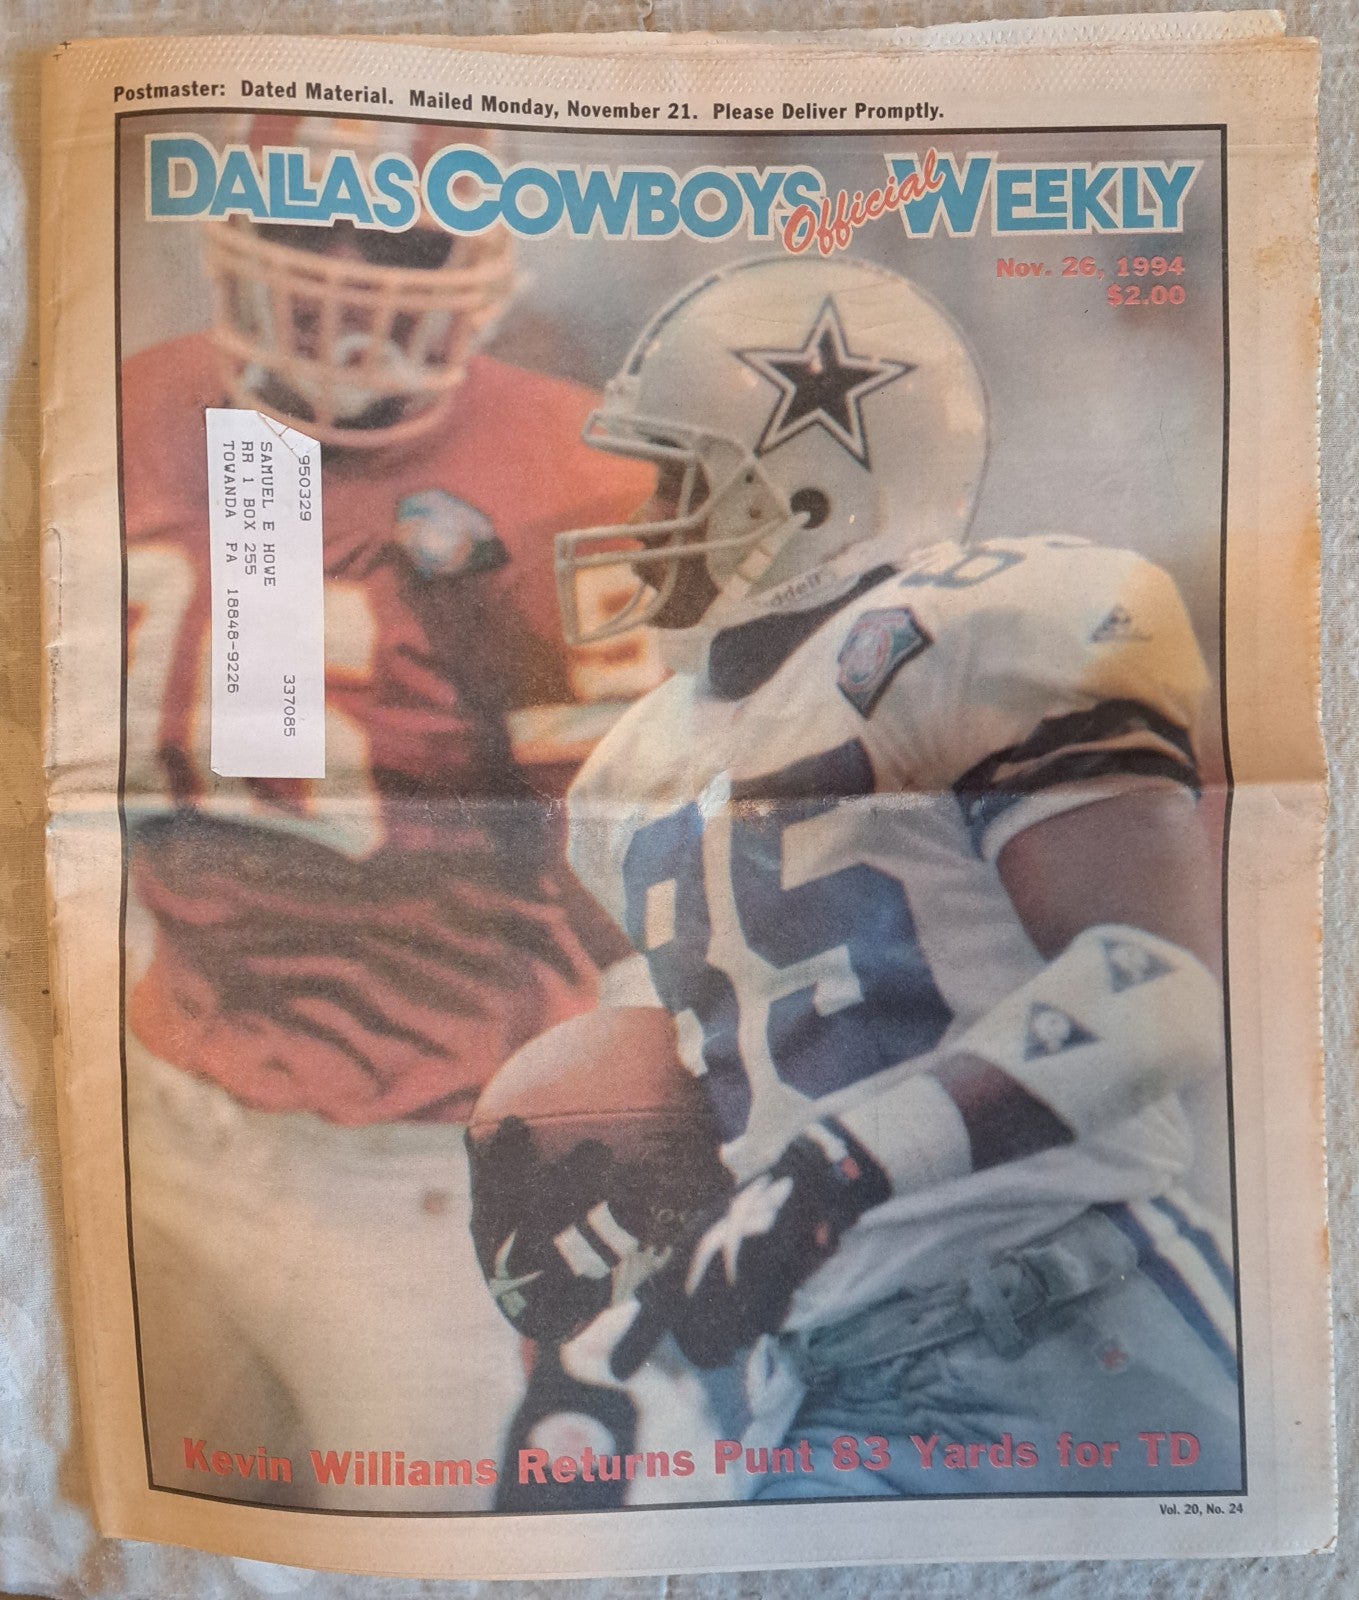 Postmaster: Dated Material. Mailed Monday, November 21. Please Deliver Promptly.
DALLAS COWBOYS Official WEEKLY
Nov. 26, 1994
$2.00
950329
337085
SAMUEL E HOWE
RR 1 BOX 255
TOWANDA PA 18848-9226
85
Kevin Williams Returns Punt 83 Yards for TD
Vol. 20, No. 24